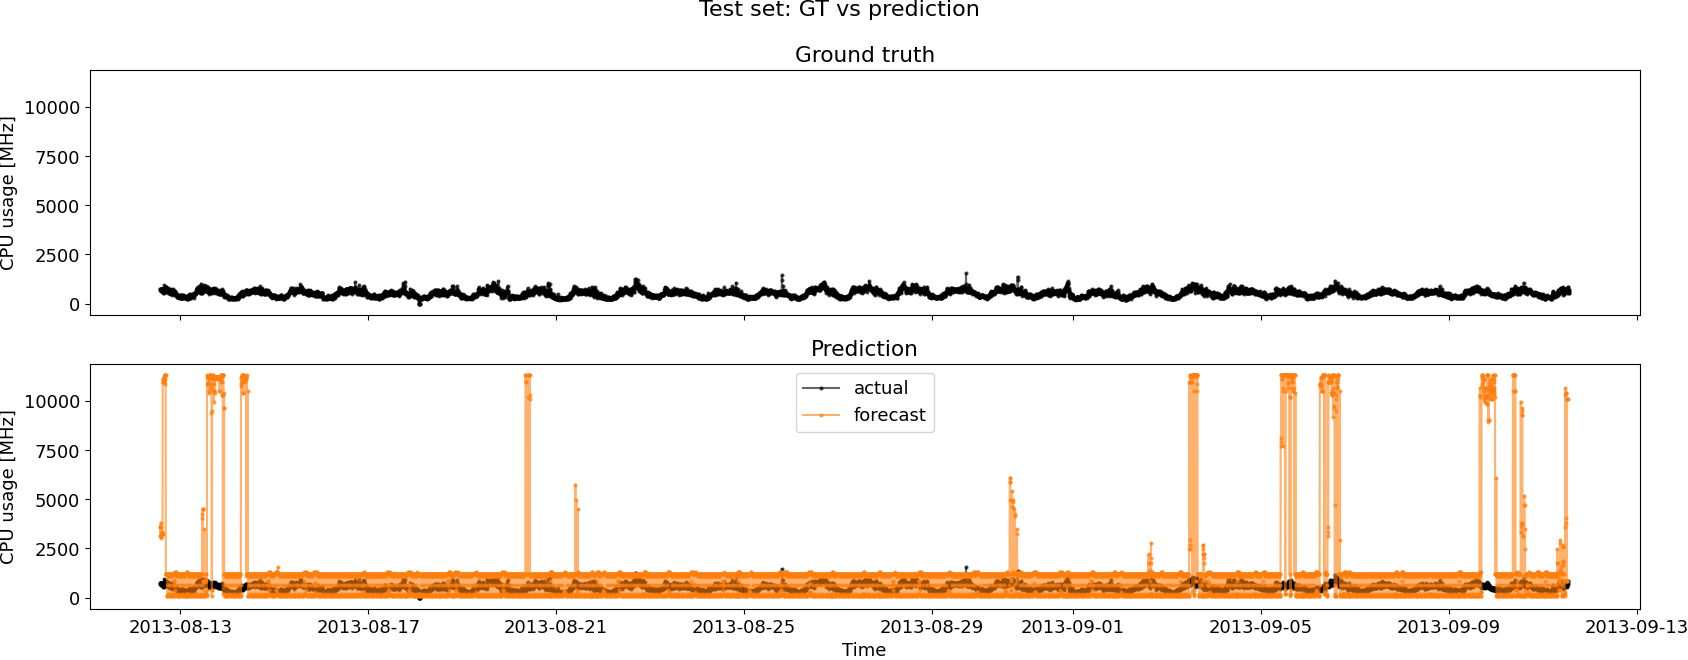 Test set: GT vs prediction
Ground truth
CPU usage [MHz]
10000
7500
5000
2500
0
Prediction
CPU usage [MHz]
10000
7500
5000
2500
0
actual
forecast
2013-08-13 2013-08-17 2013-08-21 2013-08-25 2013-08-29 2013-09-01 2013-09-05 2013-09-09 2013-09-13
Time